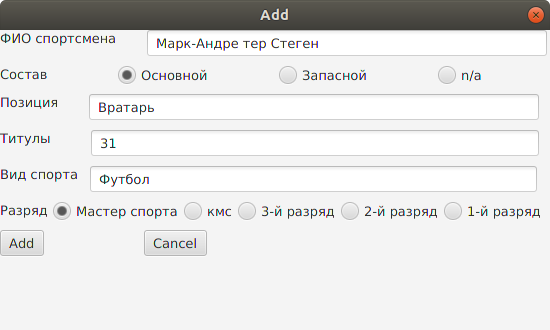 Add
ФИО спортсмена Марк-Андре тер Стеген
Состав Основной Запасной n/a
Позиция Вратарь
Титулы 31
Вид спорта Футбол
Разряд Мастер спорта кмс 3-й разряд 2-й разряд 1-й разряд
Add Cancel